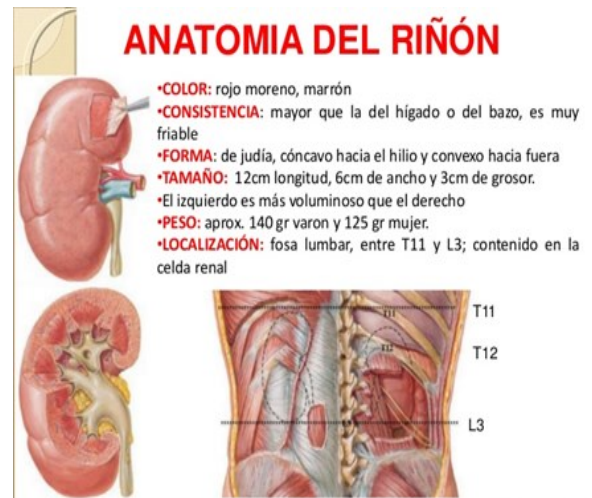 ANATOMIA DEL RIÑÓN
•COLOR: rojo moreno, marrón
•CONSISTENCIA: mayor que la del hígado o del bazo, es muy
friable
•FORMA: de judía, cóncavo hacia el hilio y convexo hacia fuera
•TAMAÑO: 12cm longitud, 6cm de ancho y 3cm de grosor.
•El izquierdo es más voluminoso que el derecho
•PESO: aprox. 140 gr varon y 125 gr mujer.
•LOCALIZACIÓN: fosa lumbar, entre T11 y L3; contenido en la
celda renal
T11
T11
T12
T12
L3